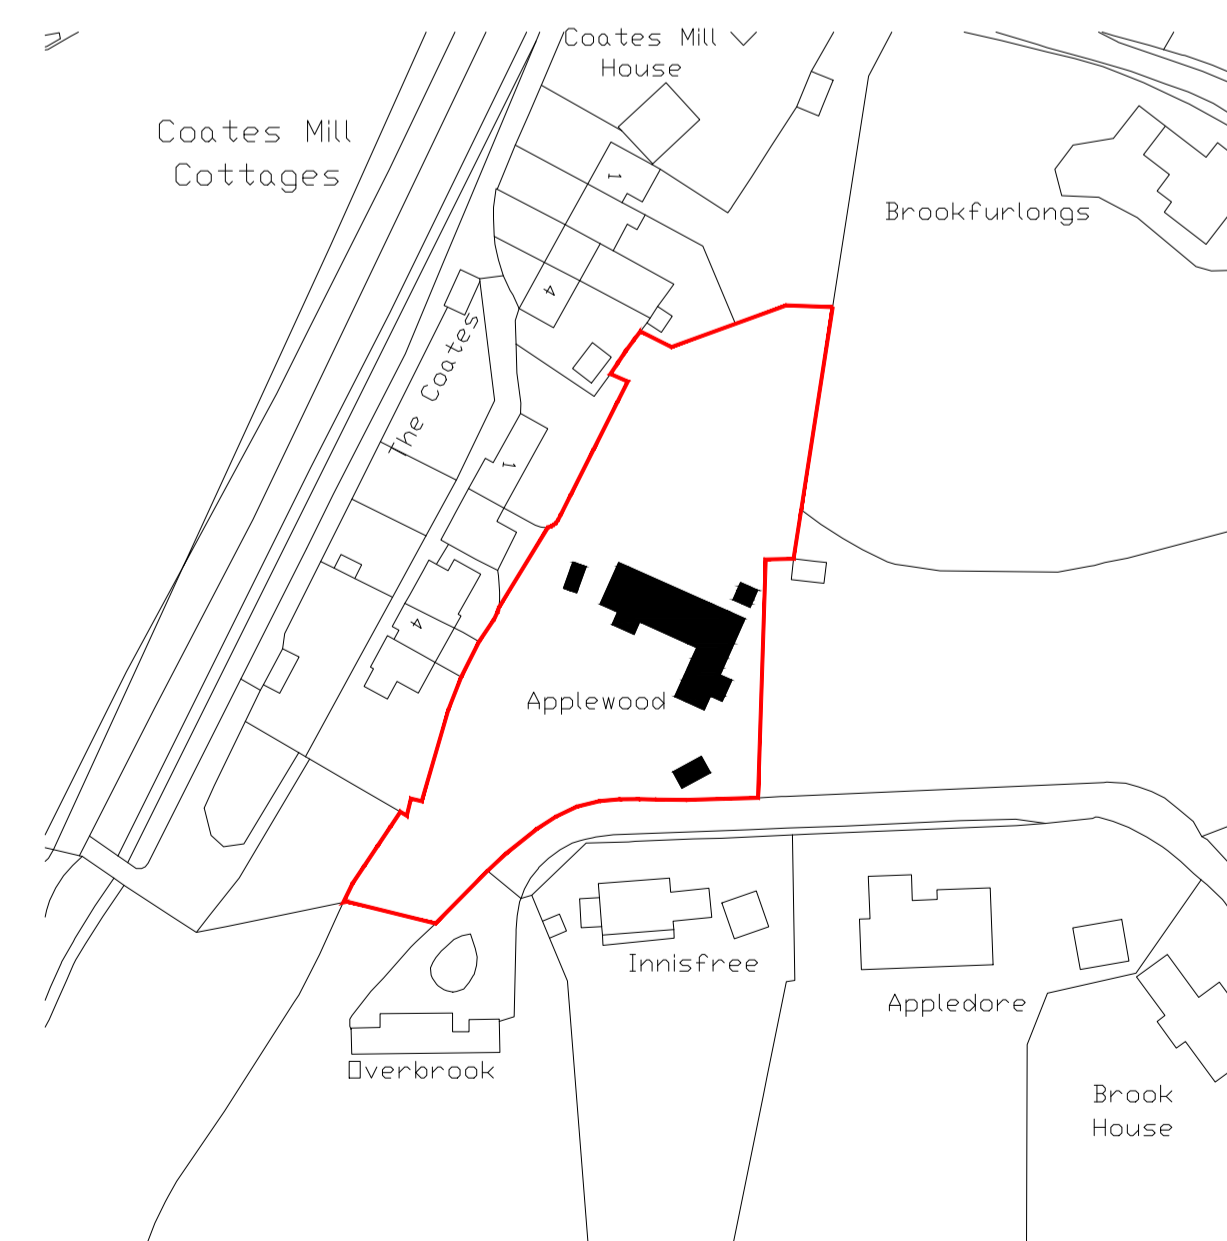 Coates Mill
House
Coates Mill
Cottages
1
Brookfurlongs
4
The Coates
1
4
Applewood
Innisfree
Appledore
Overbrook
Brook
House